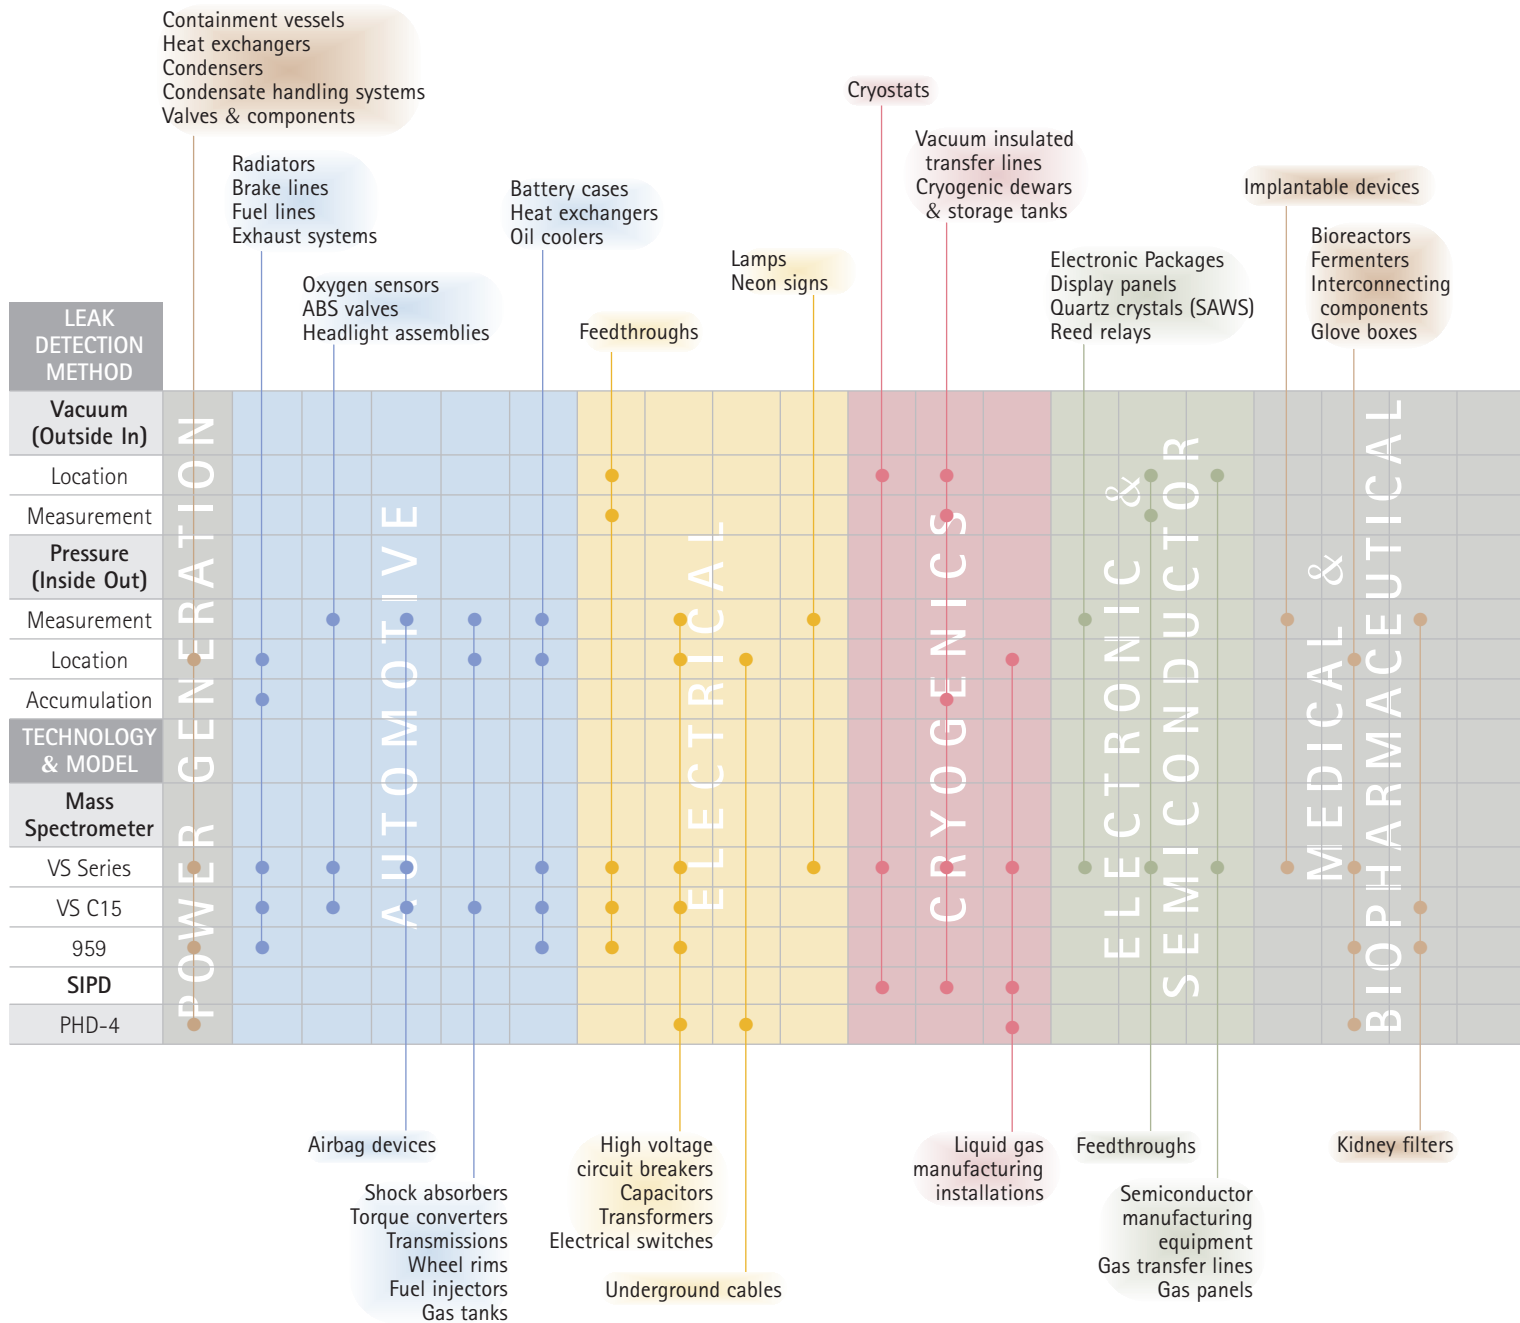 Containment vessels
Heat exchangers
Condensers
Condensate handling systems
Valves & components
Radiators
Brake lines
Fuel lines
Exhaust systems
Oxygen sensors
ABS valves
Headlight assemblies
Battery cases
Heat exchangers
Oil coolers
Feedthroughs
Lamps
Neon signs
Cryostats
Vacuum insulated
transfer lines
Cryogenic dewars
& storage tanks
Electronic Packages
Display panels
Quartz crystals (SAWS)
Reed relays
Implantable devices
Bioreactors
Fermenters
Interconnecting
components
Glove boxes
LEAK
DETECTION
METHOD
Vacuum
(Outside In)
Location
Measurement
Pressure
(Inside Out)
Measurement
Location
Accumulation
TECHNOLOGY
& MODEL
Mass
Spectrometer
VS Series
VS C15
959
SIPD
PHD-4
POWER GENERATION
AUTOMOTIVE
ELECTRICAL
CRYOGENICS
ELECTRONIC &
SEMICONDUCTOR
MEDICAL &
BIOPHARMACEUTICAL
Airbag devices
Shock absorbers
Torque converters
Transmissions
Wheel rims
Fuel injectors
Gas tanks
High voltage
circuit breakers
Capacitors
Transformers
Electrical switches
Underground cables
Liquid gas
manufacturing
installations
Feedthroughs
Semiconductor
manufacturing
equipment
Gas transfer lines
Gas panels
Kidney filters